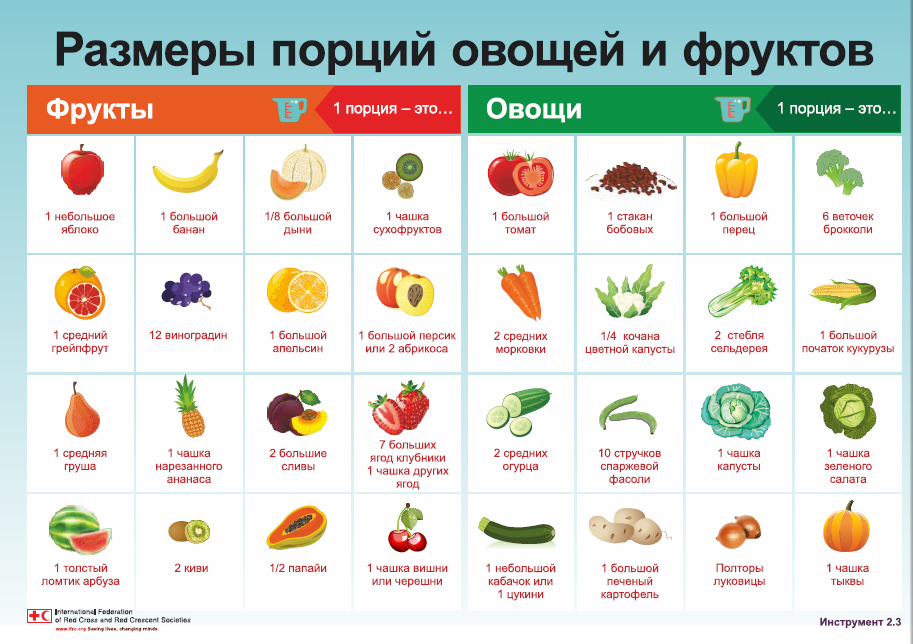 Размеры порций овощей и фруктов
Фрукты
1 порция – это...
Овощи
1 порция – это...
1 небольшое
яблоко
1 большой
банан
1/8 большой
дыни
1 чашка
сухофруктов
1 большой
томат
1 стакан
бобовых
1 большой
перец
6 веточек
брокколи
1 средний
грейпфрут
12 виноградин
1 большой
апельсин
1 большой персик
или 2 абрикоса
2 средних
морковки
1/4 кочана
цветной капусты
2 стебля
сельдерея
1 большой
початок кукурузы
1 средняя
груша
1 чашка
нарезанного
ананаса
2 большие
сливы
7 больших
ягод клубники
1 чашка других
ягод
2 средних
огурца
10 стручков
спаржевой
фасоли
1 чашка
капусты
1 чашка
зеленого
салата
1 толстый
ломтик арбуза
2 киви
1/2 папайи
1 чашка вишни
или черешни
1 небольшой
кабачок или
1 цукини
1 большой
печеный
картофель
Полторы
луковицы
1 чашка
тыквы
International Federation
of Red Cross and Red Crescent Societies
www.ifrc.org Saving lives, changing minds.
Инструмент 2.3